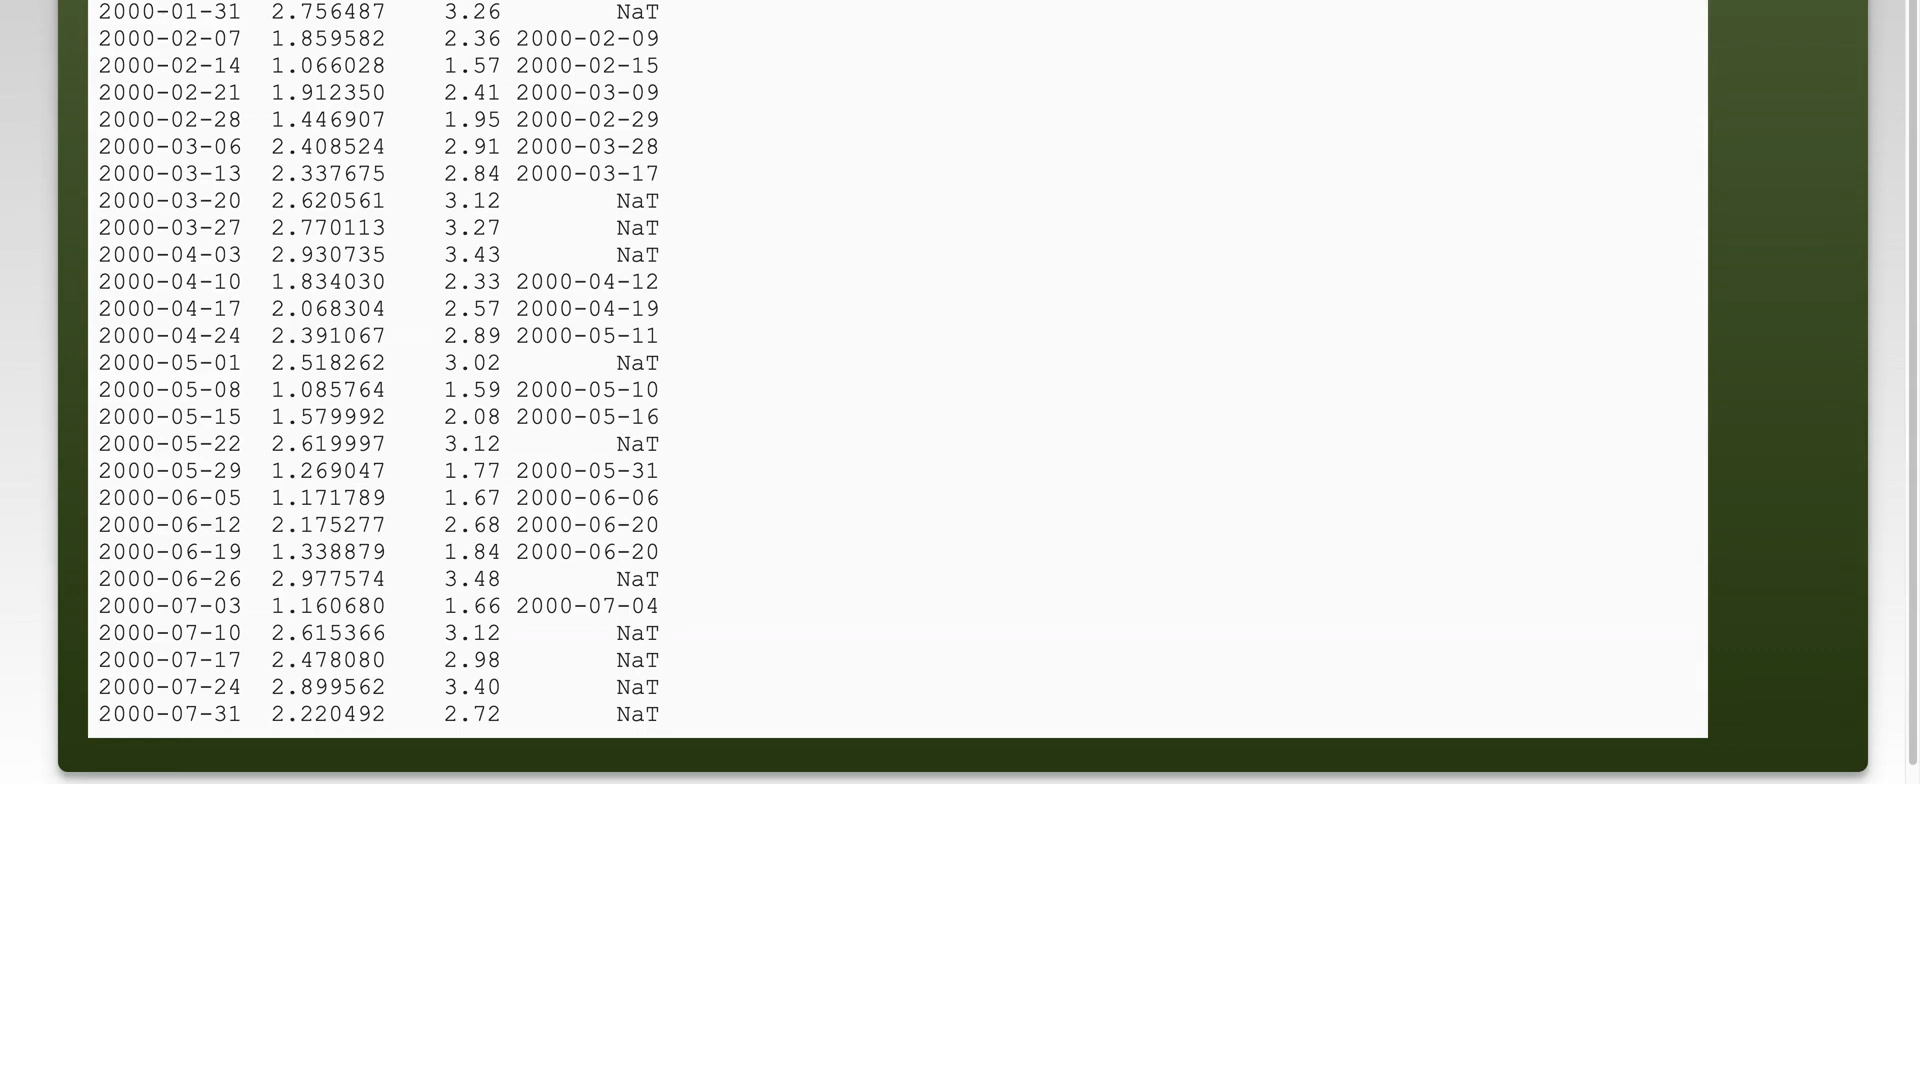 2000-01-31  2.756487    3.26        NaT
2000-02-07  1.859582    2.36 2000-02-09
2000-02-14  1.066028    1.57 2000-02-15
2000-02-21  1.912350    2.41 2000-03-09
2000-02-28  1.446907    1.95 2000-02-29
2000-03-06  2.408524    2.91 2000-03-28
2000-03-13  2.337675    2.84 2000-03-17
2000-03-20  2.620561    3.12        NaT
2000-03-27  2.770113    3.27        NaT
2000-04-03  2.930735    3.43        NaT
2000-04-10  1.834030    2.33 2000-04-12
2000-04-17  2.068304    2.57 2000-04-19
2000-04-24  2.391067    2.89 2000-05-11
2000-05-01  2.518262    3.02        NaT
2000-05-08  1.085764    1.59 2000-05-10
2000-05-15  1.579992    2.08 2000-05-16
2000-05-22  2.619997    3.12        NaT
2000-05-29  1.269047    1.77 2000-05-31
2000-06-05  1.171789    1.67 2000-06-06
2000-06-12  2.175277    2.68 2000-06-20
2000-06-19  1.338879    1.84 2000-06-20
2000-06-26  2.977574    3.48        NaT
2000-07-03  1.160680    1.66 2000-07-04
2000-07-10  2.615366    3.12        NaT
2000-07-17  2.478080    2.98        NaT
2000-07-24  2.899562    3.40        NaT
2000-07-31  2.220492    2.72        NaT